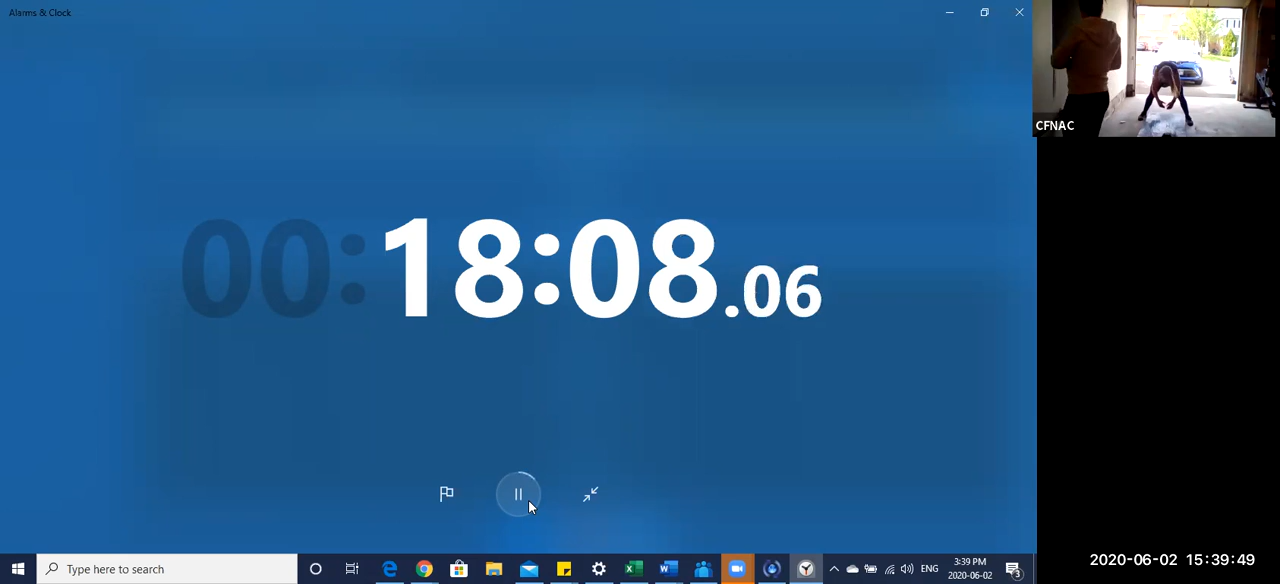 Alarms & Clock
CFNAC
00:18:08.06
Type here to search
ENG
3:39 PM
2020-06-02
3
2020-06-02 15:39:49